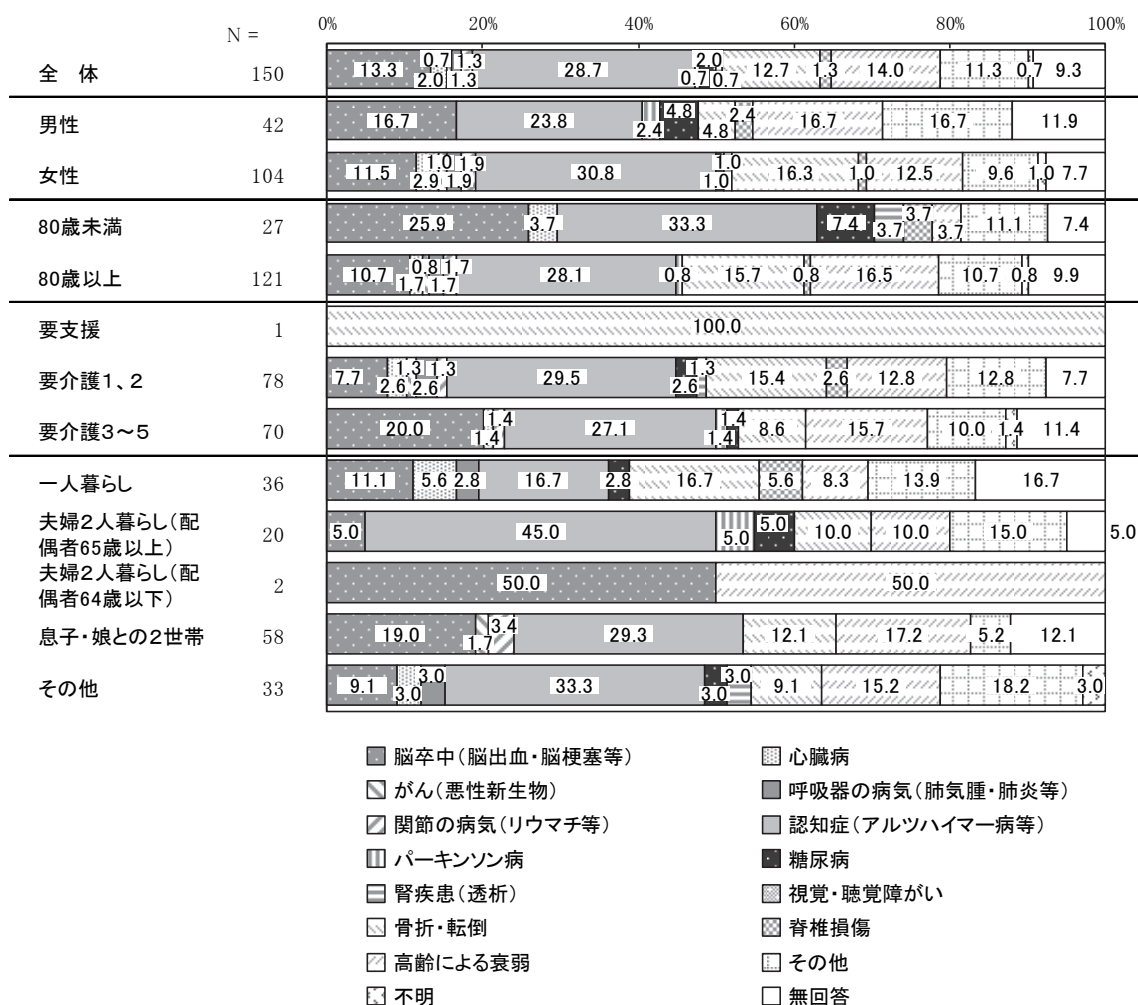 0% 20% 40% 60% 80% 100%
N =
全 体 150 13.3 2.0 0.7 1.3 1.3 28.7 0.7 2.0 0.7 12.7 1.3 14.0 11.3 0.7 9.3
男性 42 16.7 23.8 2.4 4.8 4.8 2.4 16.7 16.7 11.9
女性 104 11.5 2.9 1.0 1.9 1.9 30.8 1.0 1.0 16.3 1.0 12.5 9.6 1.0 7.7
80歳未満 27 25.9 3.7 33.3 7.4 3.7 3.7 3.7 11.1 7.4
80歳以上 121 10.7 1.7 0.8 1.7 1.7 28.1 0.8 15.7 0.8 16.5 10.7 0.8 9.9
要支援 1 100.0
要介護1、2 78 7.7 2.6 1.3 2.6 1.3 29.5 2.6 1.3 15.4 2.6 12.8 12.8 7.7
要介護3~5 70 20.0 1.4 1.4 27.1 1.4 1.4 8.6 15.7 10.0 1.4 11.4
一人暮らし 36 11.1 5.6 2.8 16.7 2.8 16.7 5.6 8.3 13.9 16.7
夫婦2人暮らし(配
偶者65歳以上) 20 5.0 45.0 5.0 5.0 10.0 10.0 15.0 5.0
夫婦2人暮らし(配
偶者64歳以下) 2 50.0 50.0
息子・娘との2世帯 58 19.0 1.7 3.4 29.3 12.1 17.2 5.2 12.1
その他 33 9.1 3.0 3.0 33.3 3.0 3.0 9.1 15.2 18.2 3.0
脳卒中(脳出血・脳梗塞等) 心臓病
がん(悪性新生物) 呼吸器の病気(肺気腫・肺炎等)
関節の病気(リウマチ等) 認知症(アルツハイマー病等)
パーキンソン病 糖尿病
腎疾患(透析) 視覚・聴覚障がい
骨折・転倒 脊椎損傷
高齢による衰弱 その他
不明 無回答